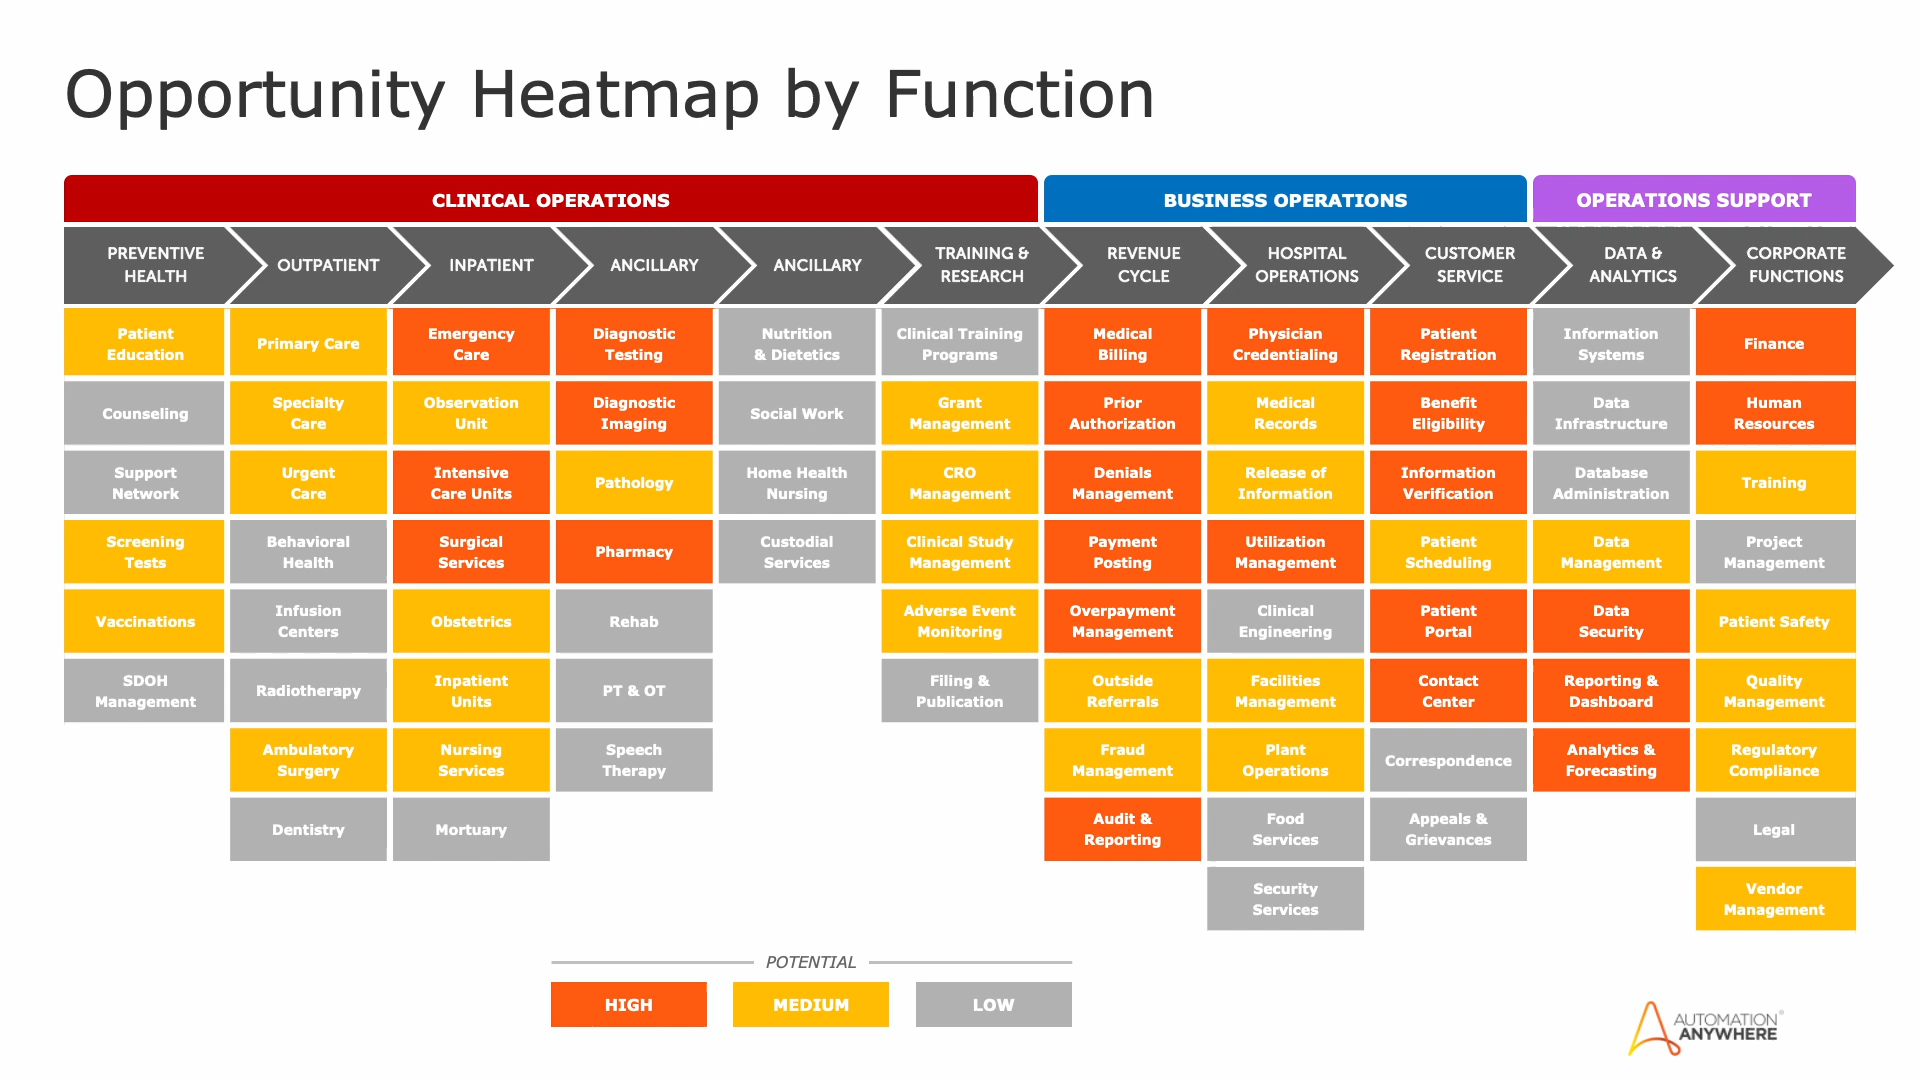 Opportunity Heatmap by Function
CLINICAL OPERATIONS
BUSINESS OPERATIONS
OPERATIONS SUPPORT
PREVENTIVE
HEALTH
OUTPATIENT
INPATIENT
ANCILLARY
ANCILLARY
TRAINING &
RESEARCH
REVENUE
CYCLE
HOSPITAL
OPERATIONS
CUSTOMER
SERVICE
DATA &
ANALYTICS
CORPORATE
FUNCTIONS
Patient
Education
Primary Care
Emergency
Care
Diagnostic
Testing
Nutrition
& Dietetics
Clinical Training
Programs
Medical
Billing
Physician
Credentialing
Patient
Registration
Information
Systems
Finance
Counseling
Specialty
Care
Observation
Unit
Diagnostic
Imaging
Social Work
Grant
Management
Prior
Authorization
Medical
Records
Benefit
Eligibility
Data
Infrastructure
Human
Resources
Support
Network
Urgent
Care
Intensive
Care Units
Pathology
Home Health
Nursing
CRO
Management
Denials
Management
Release of
Information
Information
Verification
Database
Administration
Training
Screening
Tests
Behavioral
Health
Surgical
Services
Pharmacy
Custodial
Services
Clinical Study
Management
Payment
Posting
Utilization
Management
Patient
Scheduling
Data
Management
Project
Management
Vaccinations
Infusion
Centers
Obstetrics
Rehab
Adverse Event
Monitoring
Overpayment
Management
Clinical
Engineering
Patient
Portal
Data
Security
Patient Safety
SDOH
Management
Radiotherapy
Inpatient
Units
PT & OT
Filing &
Publication
Outside
Referrals
Facilities
Management
Contact
Center
Reporting &
Dashboard
Quality
Management
Ambulatory
Surgery
Nursing
Services
Speech
Therapy
Fraud
Management
Plant
Operations
Correspondence
Analytics &
Forecasting
Regulatory
Compliance
Dentistry
Mortuary
Audit &
Reporting
Food
Services
Appeals &
Grievances
Legal
Security
Services
Vendor
Management
POTENTIAL
HIGH
MEDIUM
LOW
AUTOMATION®
ANYWHERE